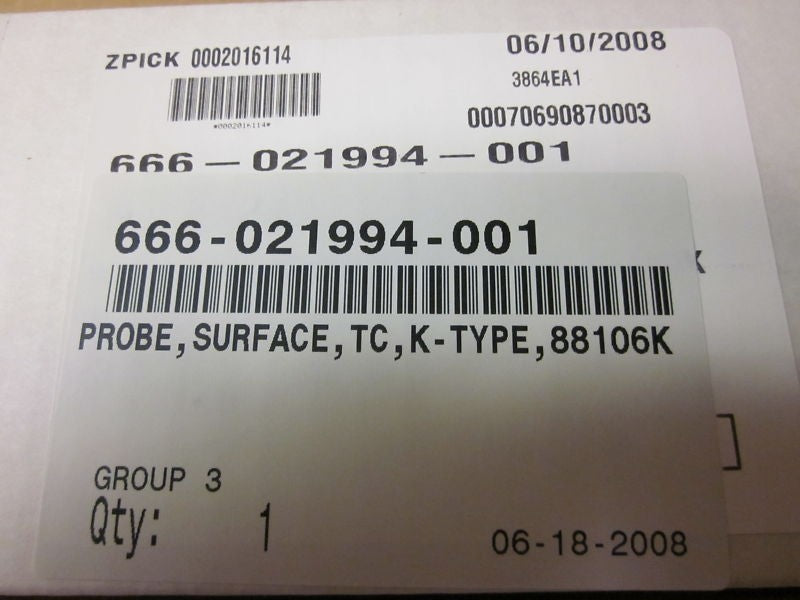 ZPICK 0002016114
06/10/2008
*0002016114*
3864EA1
00070690870003
666-021994-001
666-021994-001
PROBE,SURFACE,TC,K-TYPE,88106K
GROUP 3
Qty: 1
06-18-2008